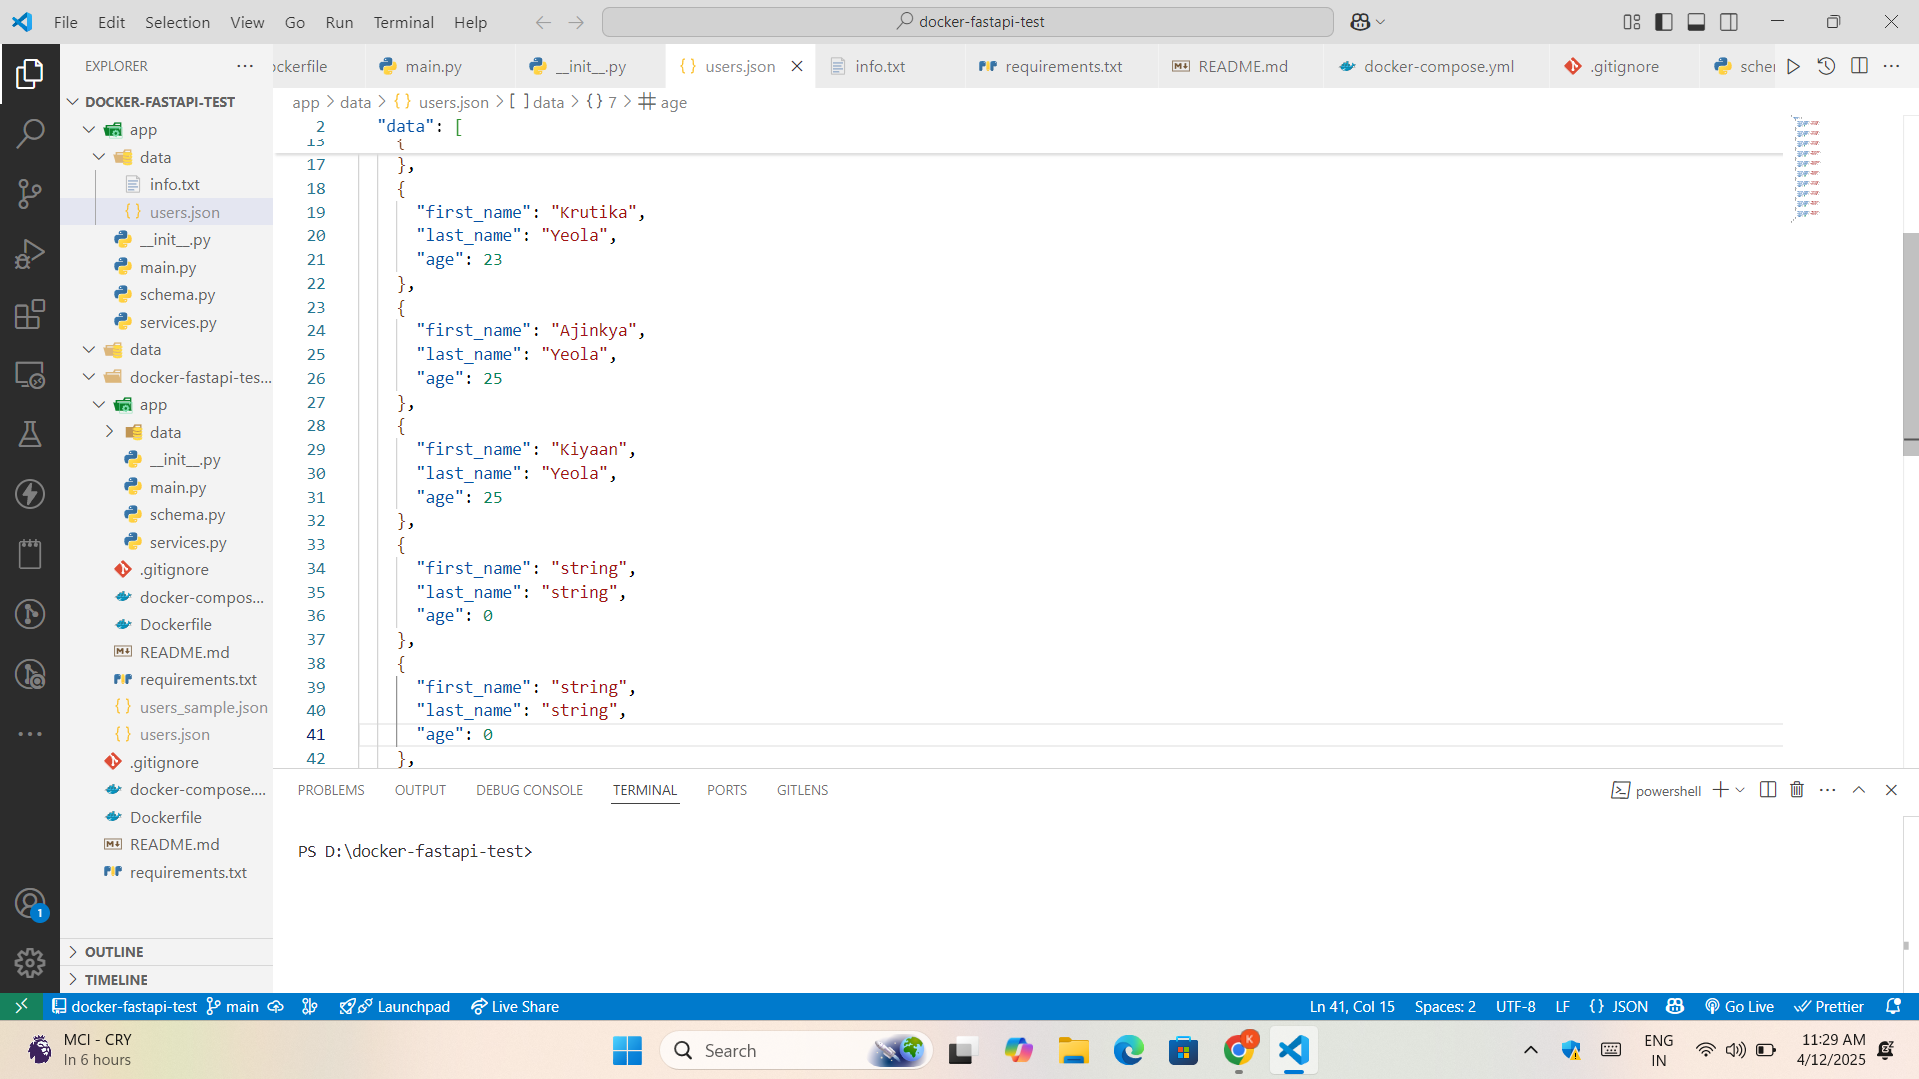 File Edit Selection View Go Run Terminal Help
docker-fastapi-test
EXPLORER
ockerfile main.py __init__.py users.json info.txt requirements.txt README.md docker-compose.yml .gitignore
DOCKER-FASTAPI-TEST
app
data
info.txt
users.json
__init__.py
main.py
schema.py
services.py
data
docker-fastapi-tes...
app
data
__init__.py
main.py
schema.py
services.py
.gitignore
docker-compos...
Dockerfile
README.md
requirements.txt
users_sample.json
users.json
.gitignore
docker-compose....
Dockerfile
README.md
requirements.txt
OUTLINE
TIMELINE
app > data > {} users.json > [ ] data > {} 7 > # age
2 "data": [
13 {
17 },
18 {
19 "first_name": "Krutika",
20 "last_name": "Yeola",
21 "age": 23
22 },
23 {
24 "first_name": "Ajinkya",
25 "last_name": "Yeola",
26 "age": 25
27 },
28 {
29 "first_name": "Kiyaan",
30 "last_name": "Yeola",
31 "age": 25
32 },
33 {
34 "first_name": "string",
35 "last_name": "string",
36 "age": 0
37 },
38 {
39 "first_name": "string",
40 "last_name": "string",
41 "age": 0
42 },
PROBLEMS OUTPUT DEBUG CONSOLE TERMINAL PORTS GITLENS
powershell
PS D:\docker-fastapi-test>
1
docker-fastapi-test main Launchpad Live Share
Ln 41, Col 15 Spaces: 2 UTF-8 LF {} JSON Go Live Prettier
MCI - CRY
In 6 hours
Search
K
ENG
IN
11:29 AM
4/12/2025